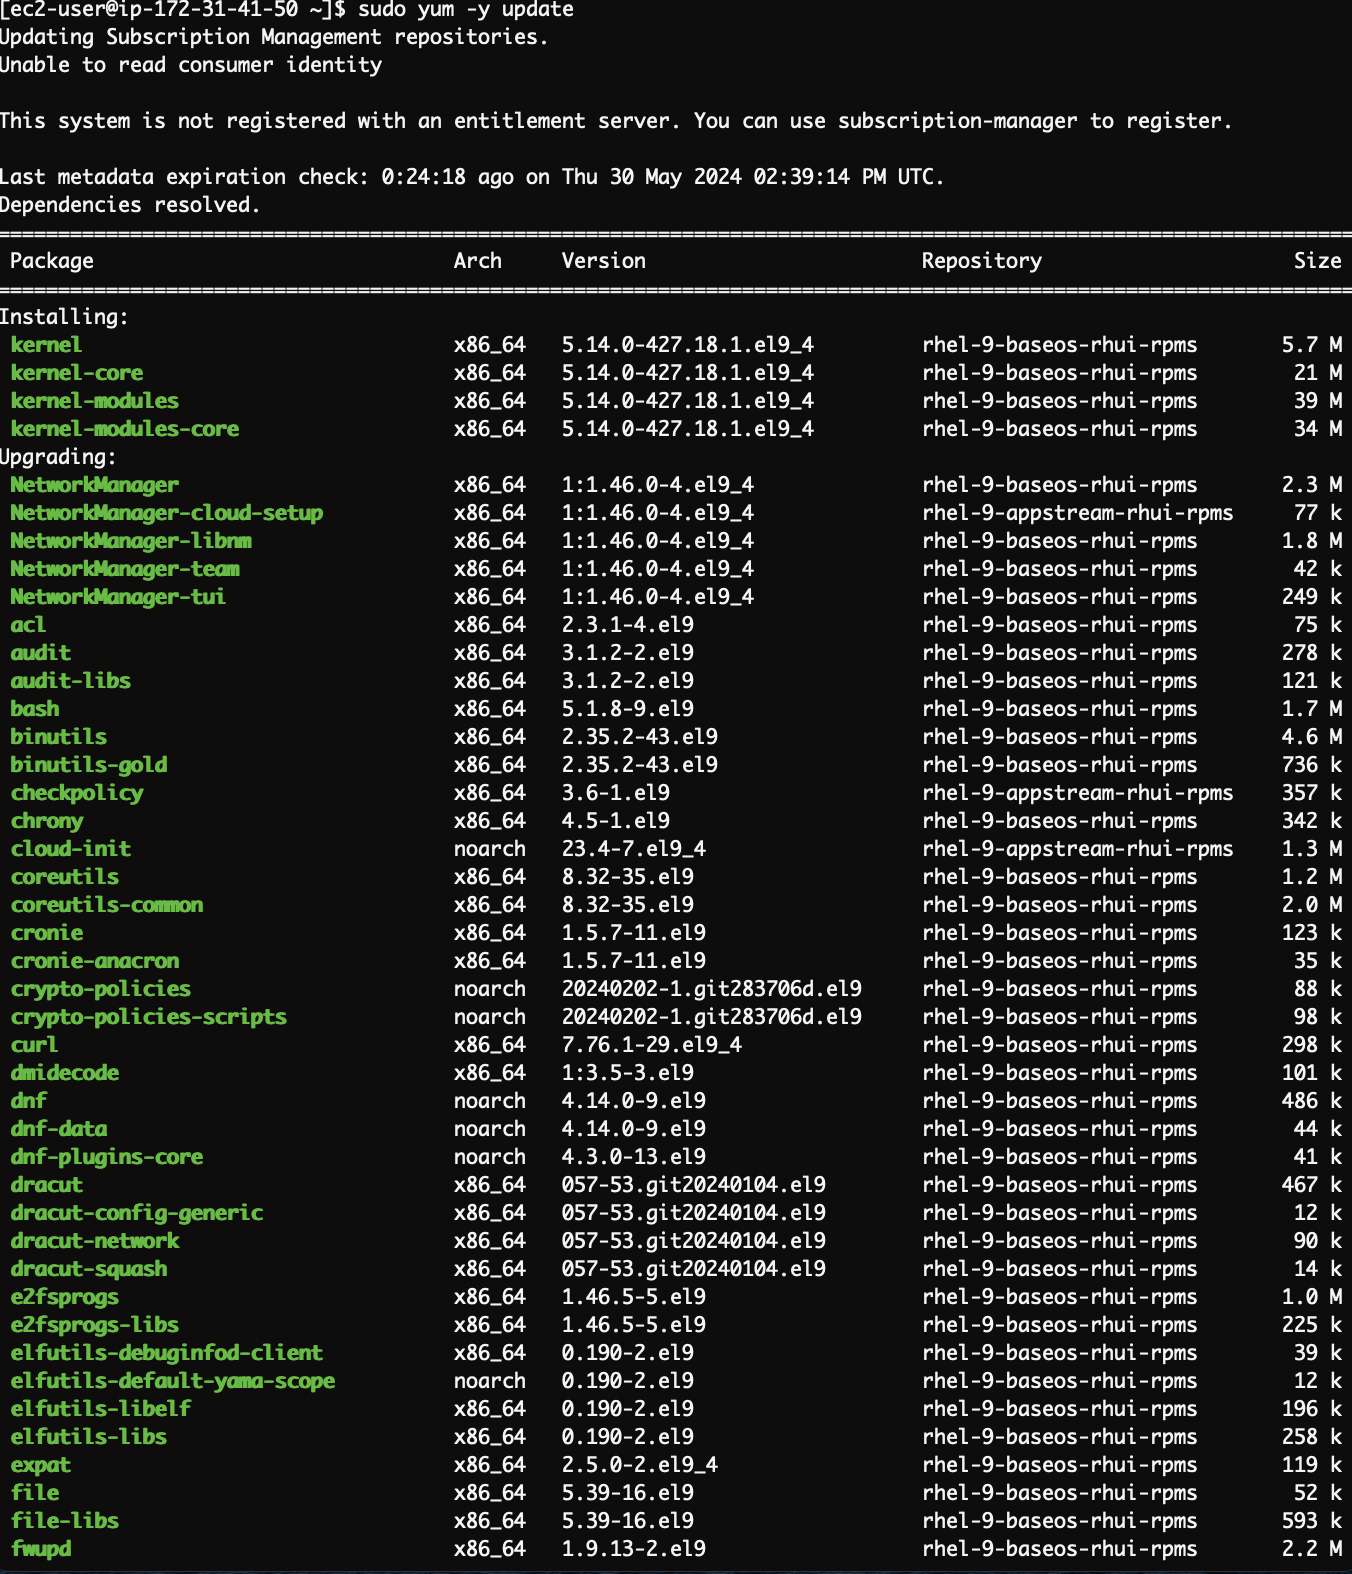 [ec2-user@ip-172-31-41-50 ~]$ sudo yum -y update
Updating Subscription Management repositories.
Unable to read consumer identity
This system is not registered with an entitlement server. You can use subscription-manager to register.
Last metadata expiration check: 0:24:18 ago on Thu 30 May 2024 02:39:14 PM UTC.
Dependencies resolved.
Package Arch Version Repository Size
Installing:
kernel x86_64 5.14.0-427.18.1.el9_4 rhel-9-baseos-rhui-rpms 5.7 M
kernel-core x86_64 5.14.0-427.18.1.el9_4 rhel-9-baseos-rhui-rpms 21 M
kernel-modules x86_64 5.14.0-427.18.1.el9_4 rhel-9-baseos-rhui-rpms 39 M
kernel-modules-core x86_64 5.14.0-427.18.1.el9_4 rhel-9-baseos-rhui-rpms 34 M
Upgrading:
NetworkManager x86_64 1:1.46.0-4.el9_4 rhel-9-baseos-rhui-rpms 2.3 M
NetworkManager-cloud-setup x86_64 1:1.46.0-4.el9_4 rhel-9-appstream-rhui-rpms 77 k
NetworkManager-libnm x86_64 1:1.46.0-4.el9_4 rhel-9-baseos-rhui-rpms 1.8 M
NetworkManager-team x86_64 1:1.46.0-4.el9_4 rhel-9-baseos-rhui-rpms 42 k
NetworkManager-tui x86_64 1:1.46.0-4.el9_4 rhel-9-baseos-rhui-rpms 249 k
acl x86_64 2.3.1-4.el9 rhel-9-baseos-rhui-rpms 75 k
audit x86_64 3.1.2-2.el9 rhel-9-baseos-rhui-rpms 278 k
audit-libs x86_64 3.1.2-2.el9 rhel-9-baseos-rhui-rpms 121 k
bash x86_64 5.1.8-9.el9 rhel-9-baseos-rhui-rpms 1.7 M
binutils x86_64 2.35.2-43.el9 rhel-9-baseos-rhui-rpms 4.6 M
binutils-gold x86_64 2.35.2-43.el9 rhel-9-baseos-rhui-rpms 736 k
checkpolicy x86_64 3.6-1.el9 rhel-9-appstream-rhui-rpms 357 k
chrony x86_64 4.5-1.el9 rhel-9-baseos-rhui-rpms 342 k
cloud-init noarch 23.4-7.el9_4 rhel-9-appstream-rhui-rpms 1.3 M
coreutils x86_64 8.32-35.el9 rhel-9-baseos-rhui-rpms 1.2 M
coreutils-common x86_64 8.32-35.el9 rhel-9-baseos-rhui-rpms 2.0 M
cronie x86_64 1.5.7-11.el9 rhel-9-baseos-rhui-rpms 123 k
cronie-anacron x86_64 1.5.7-11.el9 rhel-9-baseos-rhui-rpms 35 k
crypto-policies noarch 20240202-1.git283706d.el9 rhel-9-baseos-rhui-rpms 88 k
crypto-policies-scripts noarch 20240202-1.git283706d.el9 rhel-9-baseos-rhui-rpms 98 k
curl x86_64 7.76.1-29.el9_4 rhel-9-baseos-rhui-rpms 298 k
dmidecode x86_64 1:3.5-3.el9 rhel-9-baseos-rhui-rpms 101 k
dnf noarch 4.14.0-9.el9 rhel-9-baseos-rhui-rpms 486 k
dnf-data noarch 4.14.0-9.el9 rhel-9-baseos-rhui-rpms 44 k
dnf-plugins-core noarch 4.3.0-13.el9 rhel-9-baseos-rhui-rpms 41 k
dracut x86_64 057-53.git20240104.el9 rhel-9-baseos-rhui-rpms 467 k
dracut-config-generic x86_64 057-53.git20240104.el9 rhel-9-baseos-rhui-rpms 12 k
dracut-network x86_64 057-53.git20240104.el9 rhel-9-baseos-rhui-rpms 90 k
dracut-squash x86_64 057-53.git20240104.el9 rhel-9-baseos-rhui-rpms 14 k
e2fsprogs x86_64 1.46.5-5.el9 rhel-9-baseos-rhui-rpms 1.0 M
e2fsprogs-libs x86_64 1.46.5-5.el9 rhel-9-baseos-rhui-rpms 225 k
elfutils-debuginfod-client x86_64 0.190-2.el9 rhel-9-baseos-rhui-rpms 39 k
elfutils-default-yama-scope noarch 0.190-2.el9 rhel-9-baseos-rhui-rpms 12 k
elfutils-libelf x86_64 0.190-2.el9 rhel-9-baseos-rhui-rpms 196 k
elfutils-libs x86_64 0.190-2.el9 rhel-9-baseos-rhui-rpms 258 k
expat x86_64 2.5.0-2.el9_4 rhel-9-baseos-rhui-rpms 119 k
file x86_64 5.39-16.el9 rhel-9-baseos-rhui-rpms 52 k
file-libs x86_64 5.39-16.el9 rhel-9-baseos-rhui-rpms 593 k
fwupd x86_64 1.9.13-2.el9 rhel-9-baseos-rhui-rpms 2.2 M